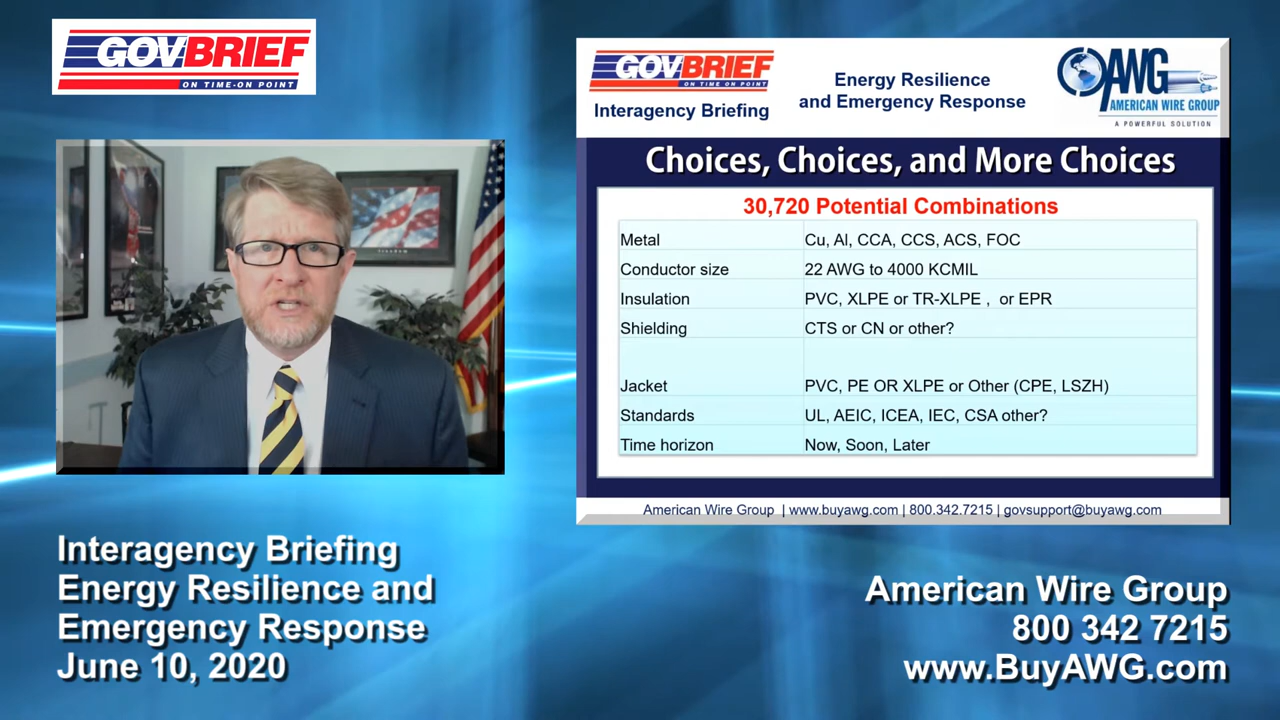 GOVBRIEF
ON TIME-ON POINT
GOVBRIEF
ON TIME-ON POINT
Interagency Briefing
Energy Resilience
and Emergency Response
AWG
AMERICAN WIRE GROUP
A POWERFUL SOLUTION
Choices, Choices, and More Choices
30,720 Potential Combinations
Metal Cu, Al, CCA, CCS, ACS, FOC
Conductor size 22 AWG to 4000 KCMIL
Insulation PVC, XLPE or TR-XLPE , or EPR
Shielding CTS or CN or other?
Jacket PVC, PE OR XLPE or Other (CPE, LSZH)
Standards UL, AEIC, ICEA, IEC, CSA other?
Time horizon Now, Soon, Later
American Wire Group | www.buyawg.com | 800.342.7215 | govsupport@buyawg.com
Interagency Briefing
Energy Resilience and
Emergency Response
June 10, 2020
American Wire Group
800 342 7215
www.BuyAWG.com